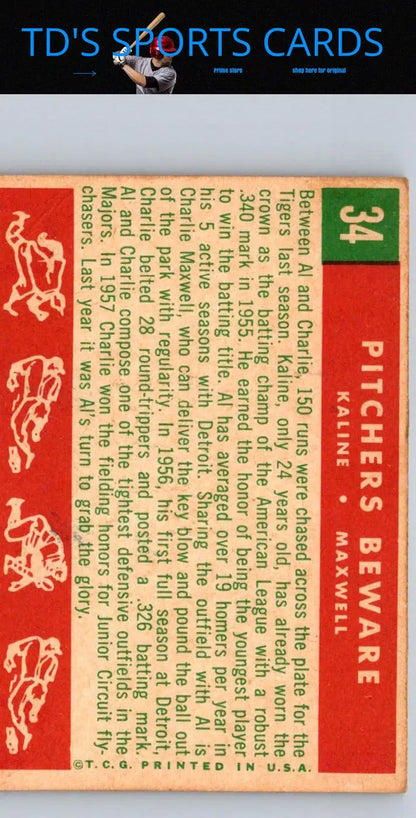 TD'S SPORTS CARDS
Prime store
shop here for original
34
PITCHERS BEWARE
KALINE • MAXWELL
Between Al and Charlie, 150 runs were chased across the plate for the
Tigers last season. Kaline, only 24 years old, has already worn the
crown as the batting champ of the American League with a robust
.340 mark in 1955. He earned the honor of being the youngest player
to win the batting title. Al has averaged over 19 homers per year in
his 5 active seasons with Detroit. Sharing the outfield with Al is
Charlie Maxwell, who can deliver the key blow and pound the ball out
of the park with regularity. In 1956, his first full season at Detroit,
Charlie belted 28 round-trippers and posted a .326 batting mark.
Al and Charlie compose one of the tightest defensive outfields in the
Majors. In 1957 Charlie won the fielding honors for Junior Circuit fly-
chasers. Last year it was Al's turn to grab the glory.
©T.C.G. PRINTED IN U.S.A.